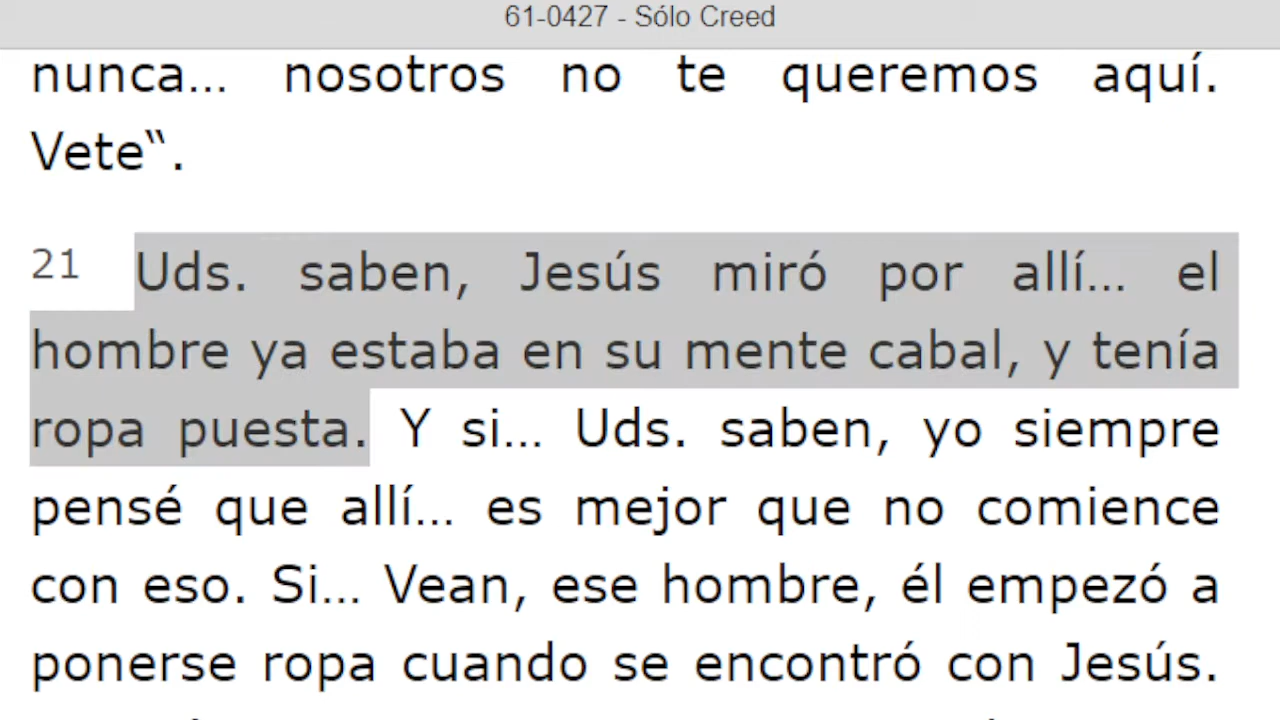 61-0427 - Sólo Creed
nunca... nosotros no te queremos aquí.
Vete“.
21 Uds. saben, Jesús miró por allí... el
hombre ya estaba en su mente cabal, y tenía
ropa puesta. Y si... Uds. saben, yo siempre
pensé que allí... es mejor que no comience
con eso. Si... Vean, ese hombre, él empezó a
ponerse ropa cuando se encontró con Jesús.